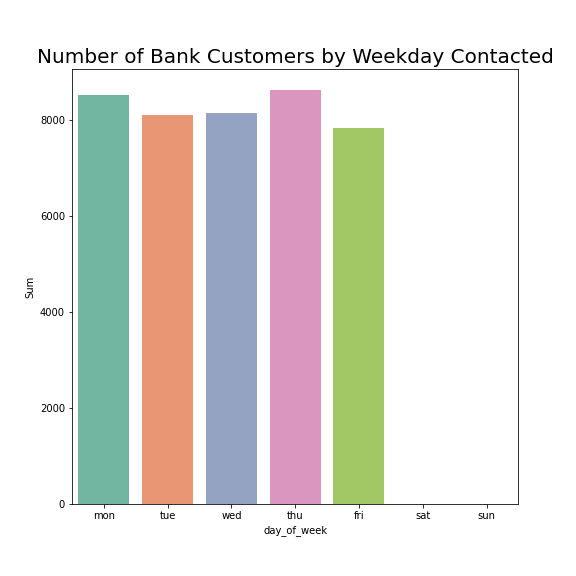 Number of Bank Customers by Weekday Contacted
8000
6000
4000
2000
0
Sum
mon tue wed thu fri sat sun
day_of_week